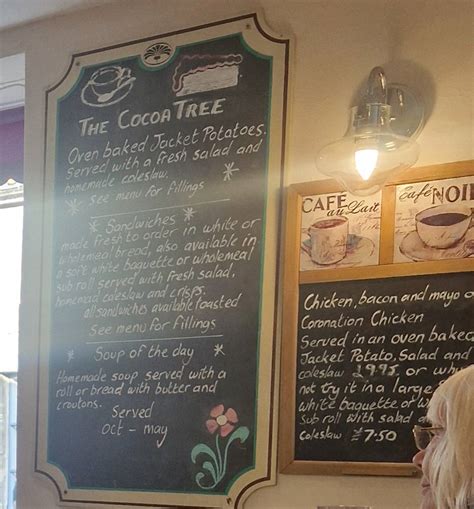 THE COCOA TREE
Oven baked Jacket Potatoes.
Served with a fresh salad and
homemade coleslaw.
See menu for fillings
Sandwiches
made fresh to order in white or
wholemeal bread, also available in
a soft white baguette or wholemeal
sub roll served with fresh salad,
homemad coleslaw and crisps.
all sandwiches available toasted
See menu for fillings
Soup of the day
Homemade soup served with a
roll or bread with butter and
croutons.
Served
Oct - may
CAFÉ
au Lait
Café NOI
Chicken, bacon and mayo o
Coronation Chicken
Served in an oven baked
Jacket Potato, Salad and
coleslaw
or wh
not try it in a large
white baguette or w
sub roll with salad
coleslaw £7.50